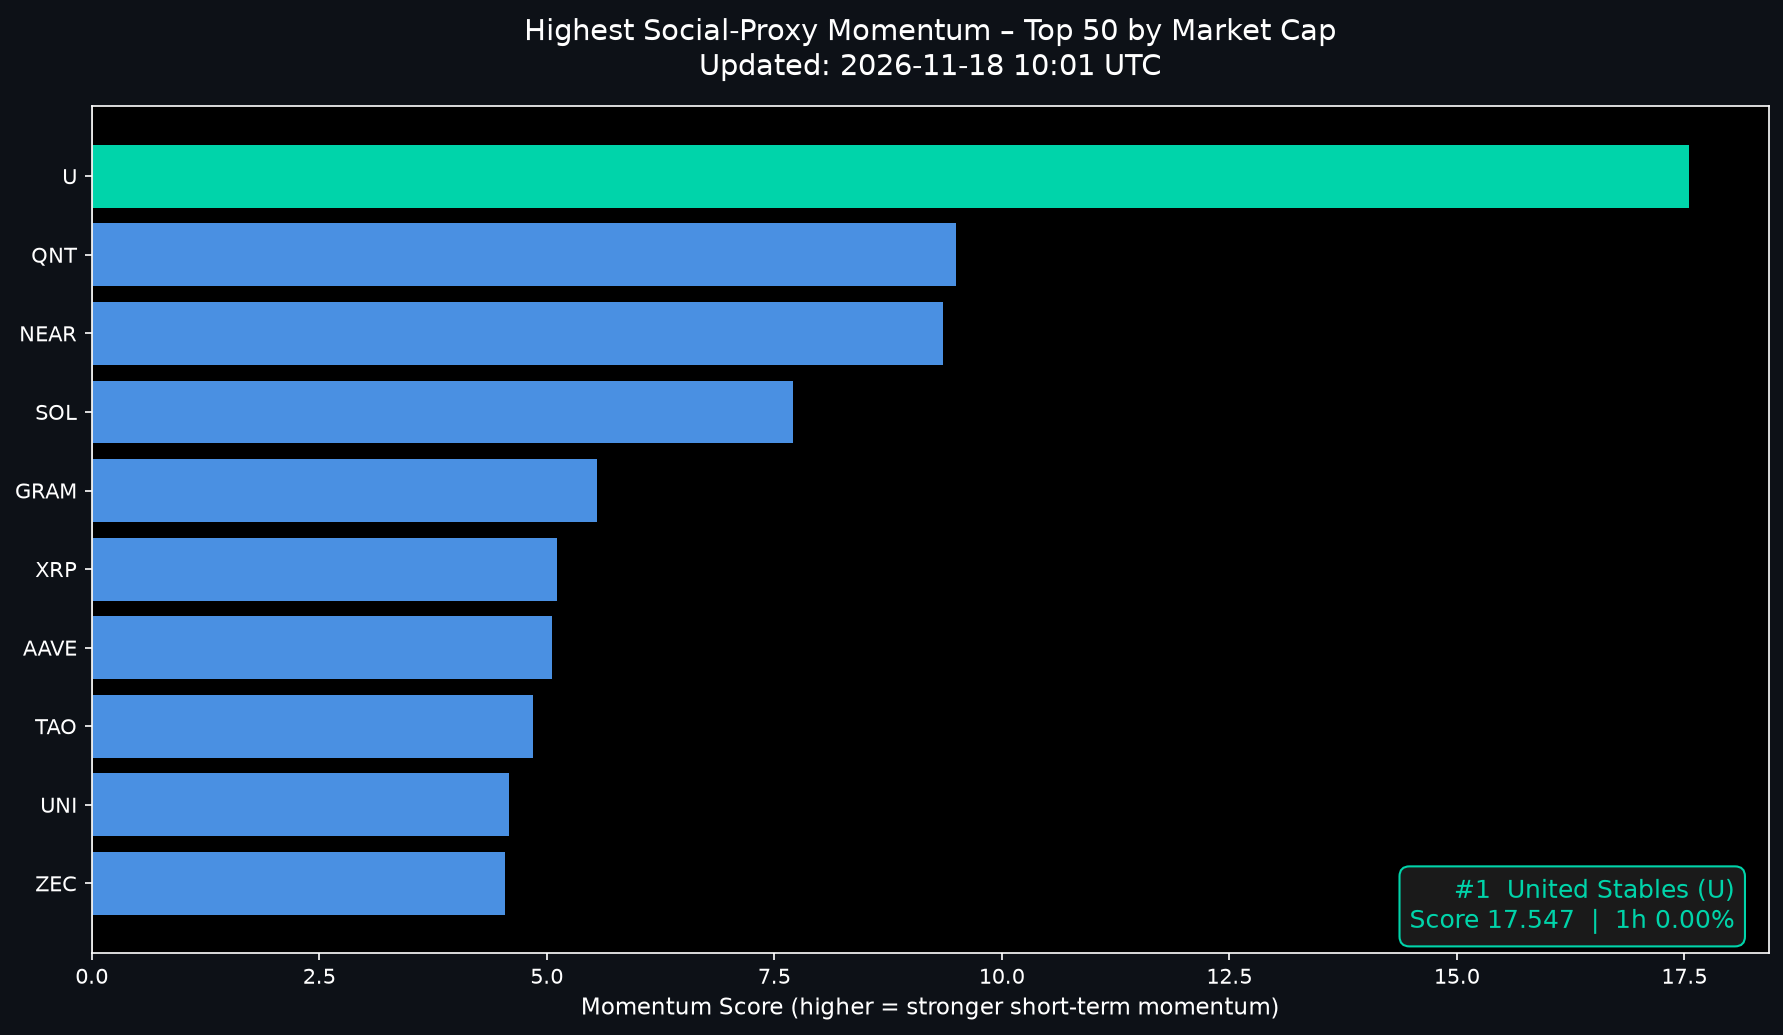 Highest Social-Proxy Momentum – Top 50 by Market Cap
Updated: 2026-11-18 10:01 UTC
U
QNT
NEAR
SOL
GRAM
XRP
AAVE
TAO
UNI
ZEC
#1  United Stables (U)
Score 17.547  |  1h 0.00%
0.0 2.5 5.0 7.5 10.0 12.5 15.0 17.5
Momentum Score (higher = stronger short-term momentum)